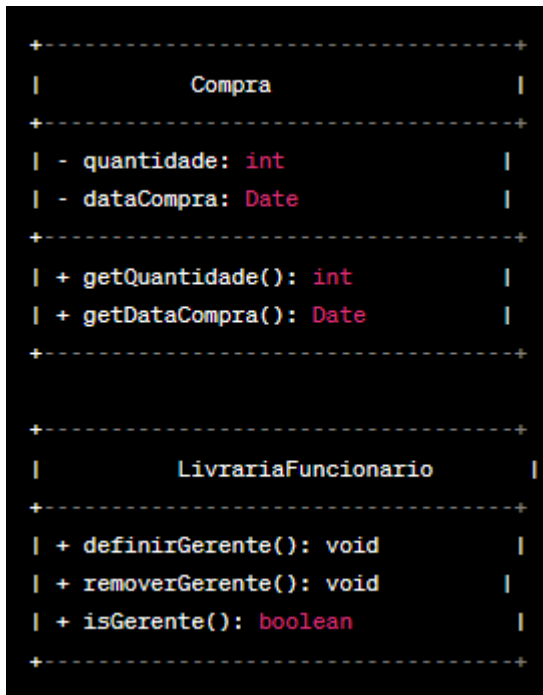 +-----------------------------------+
|            Compra                 |
+-----------------------------------+
| - quantidade: int                |
| - dataCompra: Date               |
+-----------------------------------+
| + getQuantidade(): int           |
| + getDataCompra(): Date          |
+-----------------------------------+
+-----------------------------------+
|           LivrariaFuncionario       |
+-----------------------------------+
| + definirGerente(): void          |
| + removerGerente(): void         |
| + isGerente(): boolean            |
+-----------------------------------+